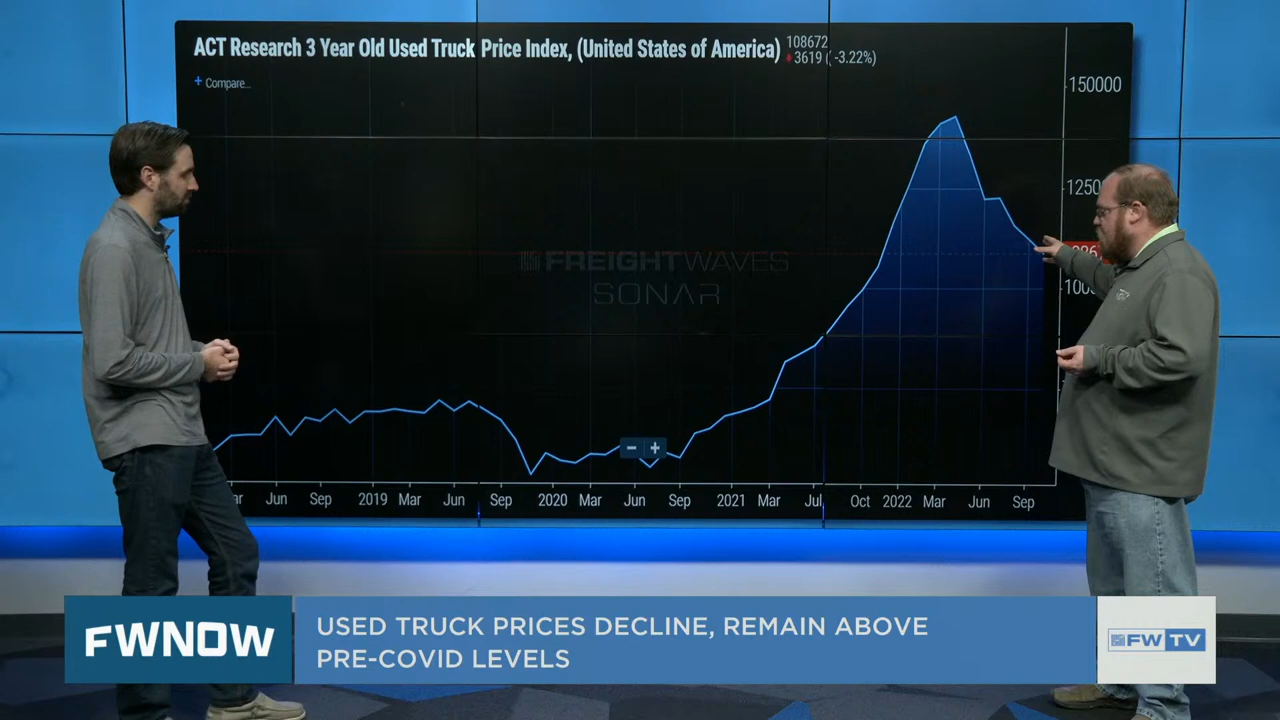 ACT Research 3 Year Old Used Truck Price Index, (United States of America)
108672
3619 ( -3.22%)
+ Compare...
150000
FREIGHTWAVES
SONAR
Jun Sep 2019 Mar Jun Sep 2020 Mar Jun Sep 2021 Mar Jul Oct 2022 Mar Jun Sep
FWNOW
USED TRUCK PRICES DECLINE, REMAIN ABOVE
PRE-COVID LEVELS
FWTV